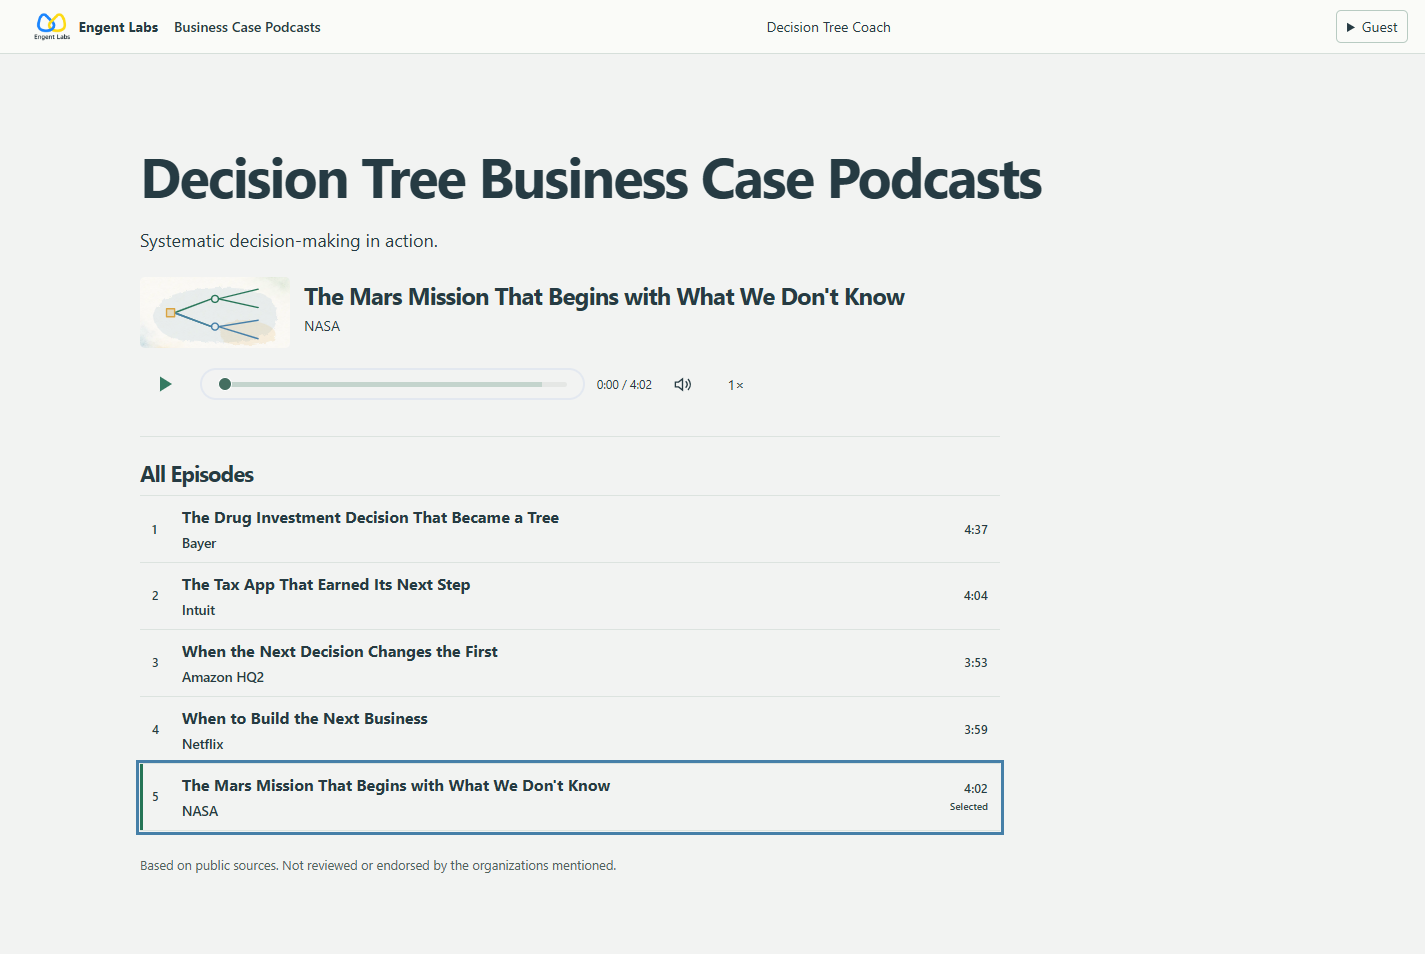 Engent Labs
Engent Labs
Business Case Podcasts
Decision Tree Coach
Guest
Decision Tree Business Case Podcasts
Systematic decision-making in action.
The Mars Mission That Begins with What We Don't Know
NASA
0:00 / 4:02
1×
All Episodes
1
The Drug Investment Decision That Became a Tree
Bayer
4:37
2
The Tax App That Earned Its Next Step
Intuit
4:04
3
When the Next Decision Changes the First
Amazon HQ2
3:53
4
When to Build the Next Business
Netflix
3:59
5
The Mars Mission That Begins with What We Don't Know
NASA
4:02
Selected
Based on public sources. Not reviewed or endorsed by the organizations mentioned.